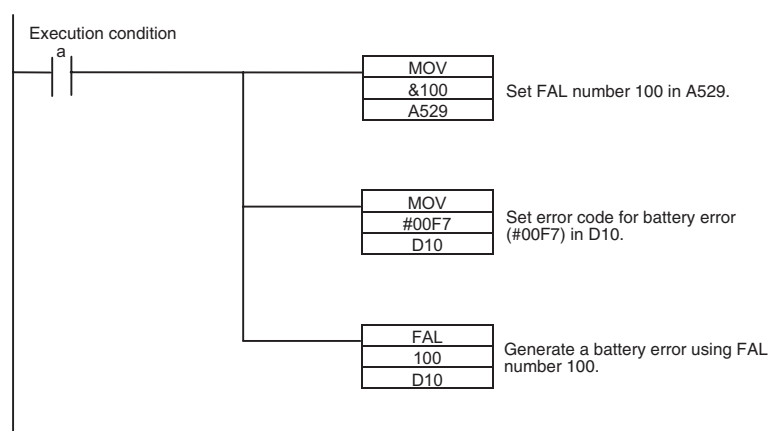 Execution condition
a
MOV
&100
A529
Set FAL number 100 in A529.
MOV
#00F7
D10
Set error code for battery error
(#00F7) in D10.
FAL
100
D10
Generate a battery error using FAL
number 100.